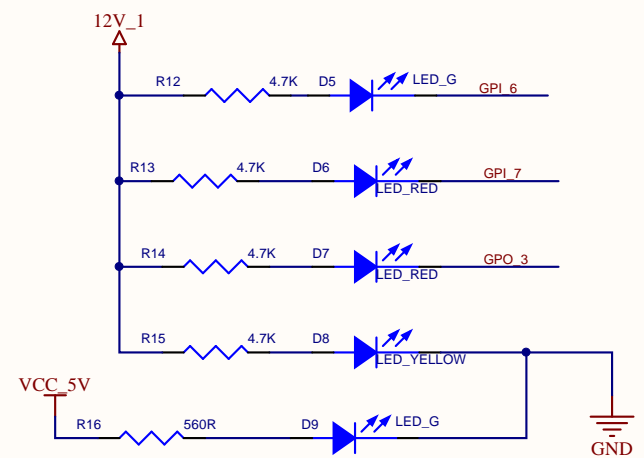 12V_1
R12 4.7K D5 LED_G GPI_6
R13 4.7K D6 LED_RED GPI_7
R14 4.7K D7 LED_RED GPO_3
R15 4.7K D8 LED_YELLOW
VCC_5V
R16 560R D9 LED_G
GND